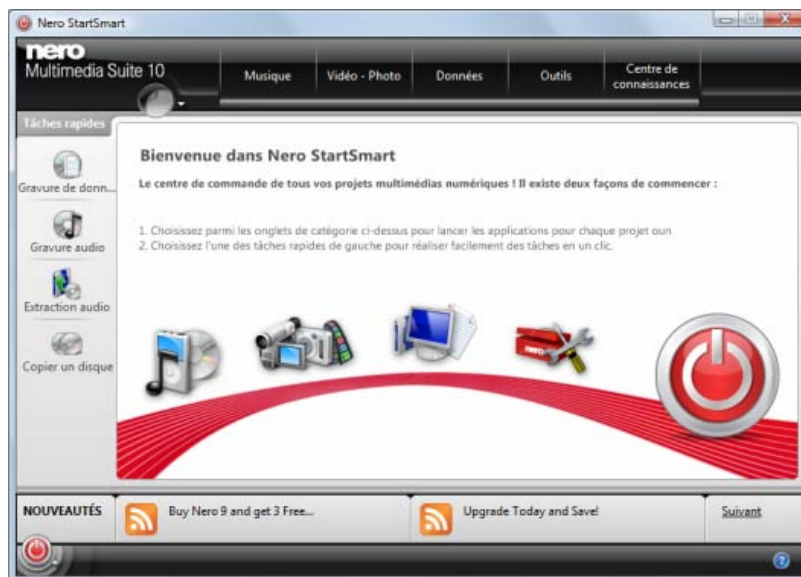 Nero StartSmart
nero
Multimedia Suite 10
Musique
Vidéo - Photo
Données
Outils
Centre de
connaissances
Tâches rapides
Gravure de donn...
Gravure audio
Extraction audio
Copier un disque
Bienvenue dans Nero StartSmart
Le centre de commande de tous vos projets multimédias numériques ! Il existe deux façons de commencer :
1. Choisissez parmi les onglets de catégorie ci-dessus pour lancer les applications pour chaque projet oun
2. Choisissez l'une des tâches rapides de gauche pour réaliser facilement des tâches en un clic.
nero
NOUVEAUTÉS
Buy Nero 9 and get 3 Free...
Upgrade Today and Save!
Suivant